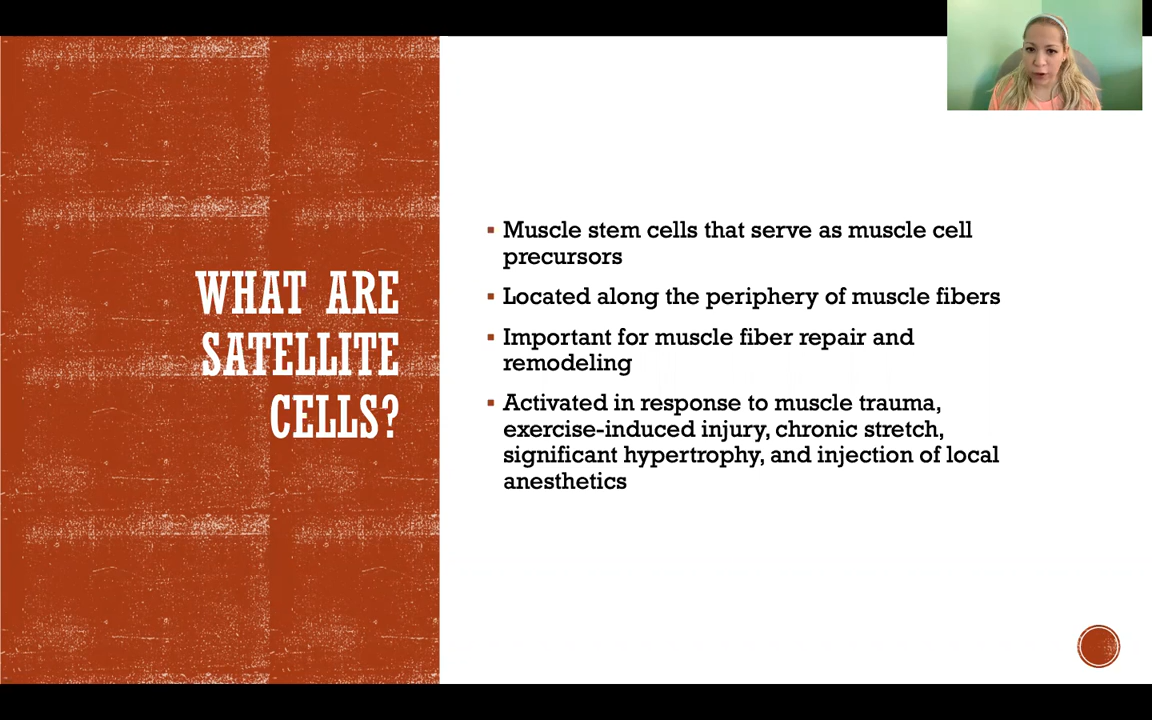 WHAT ARE
SATELLITE
CELLS?
▪ Muscle stem cells that serve as muscle cell
precursors
▪ Located along the periphery of muscle fibers
▪ Important for muscle fiber repair and
remodeling
▪ Activated in response to muscle trauma,
exercise-induced injury, chronic stretch,
significant hypertrophy, and injection of local
anesthetics